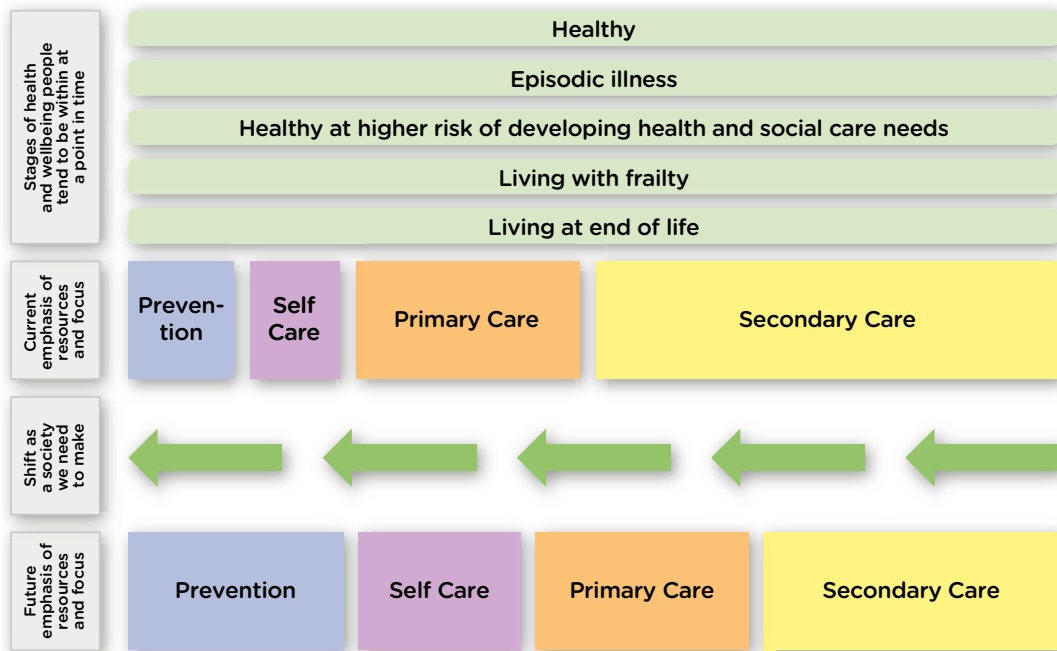 Stages of health
and wellbeing people
tend to be within at
a point in time
Healthy
Episodic illness
Healthy at higher risk of developing health and social care needs
Living with frailty
Living at end of life
Current
emphasis of
resources
and focus
Preven-
tion
Self
Care
Primary Care
Secondary Care
Shift as
a society
we need
to make
Future
emphasis of
resources
and focus
Prevention
Self Care
Primary Care
Secondary Care